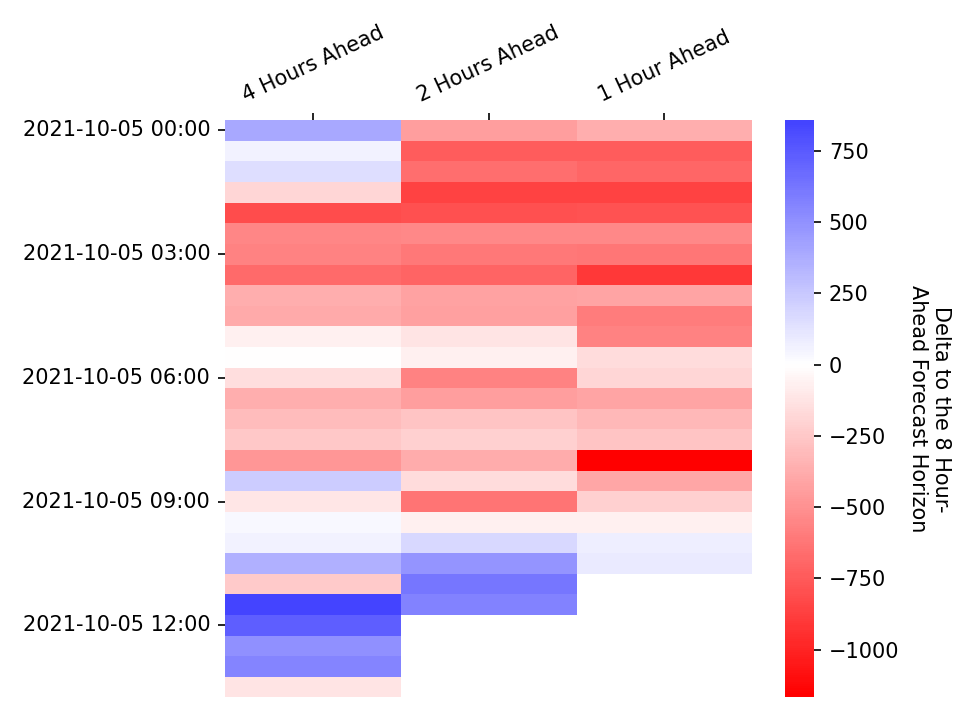 4 Hours Ahead
2 Hours Ahead
1 Hour Ahead
2021-10-05 00:00
2021-10-05 03:00
2021-10-05 06:00
2021-10-05 09:00
2021-10-05 12:00
750
500
250
0
−250
−500
−750
−1000
Delta to the 8 Hour-
Ahead Forecast Horizon